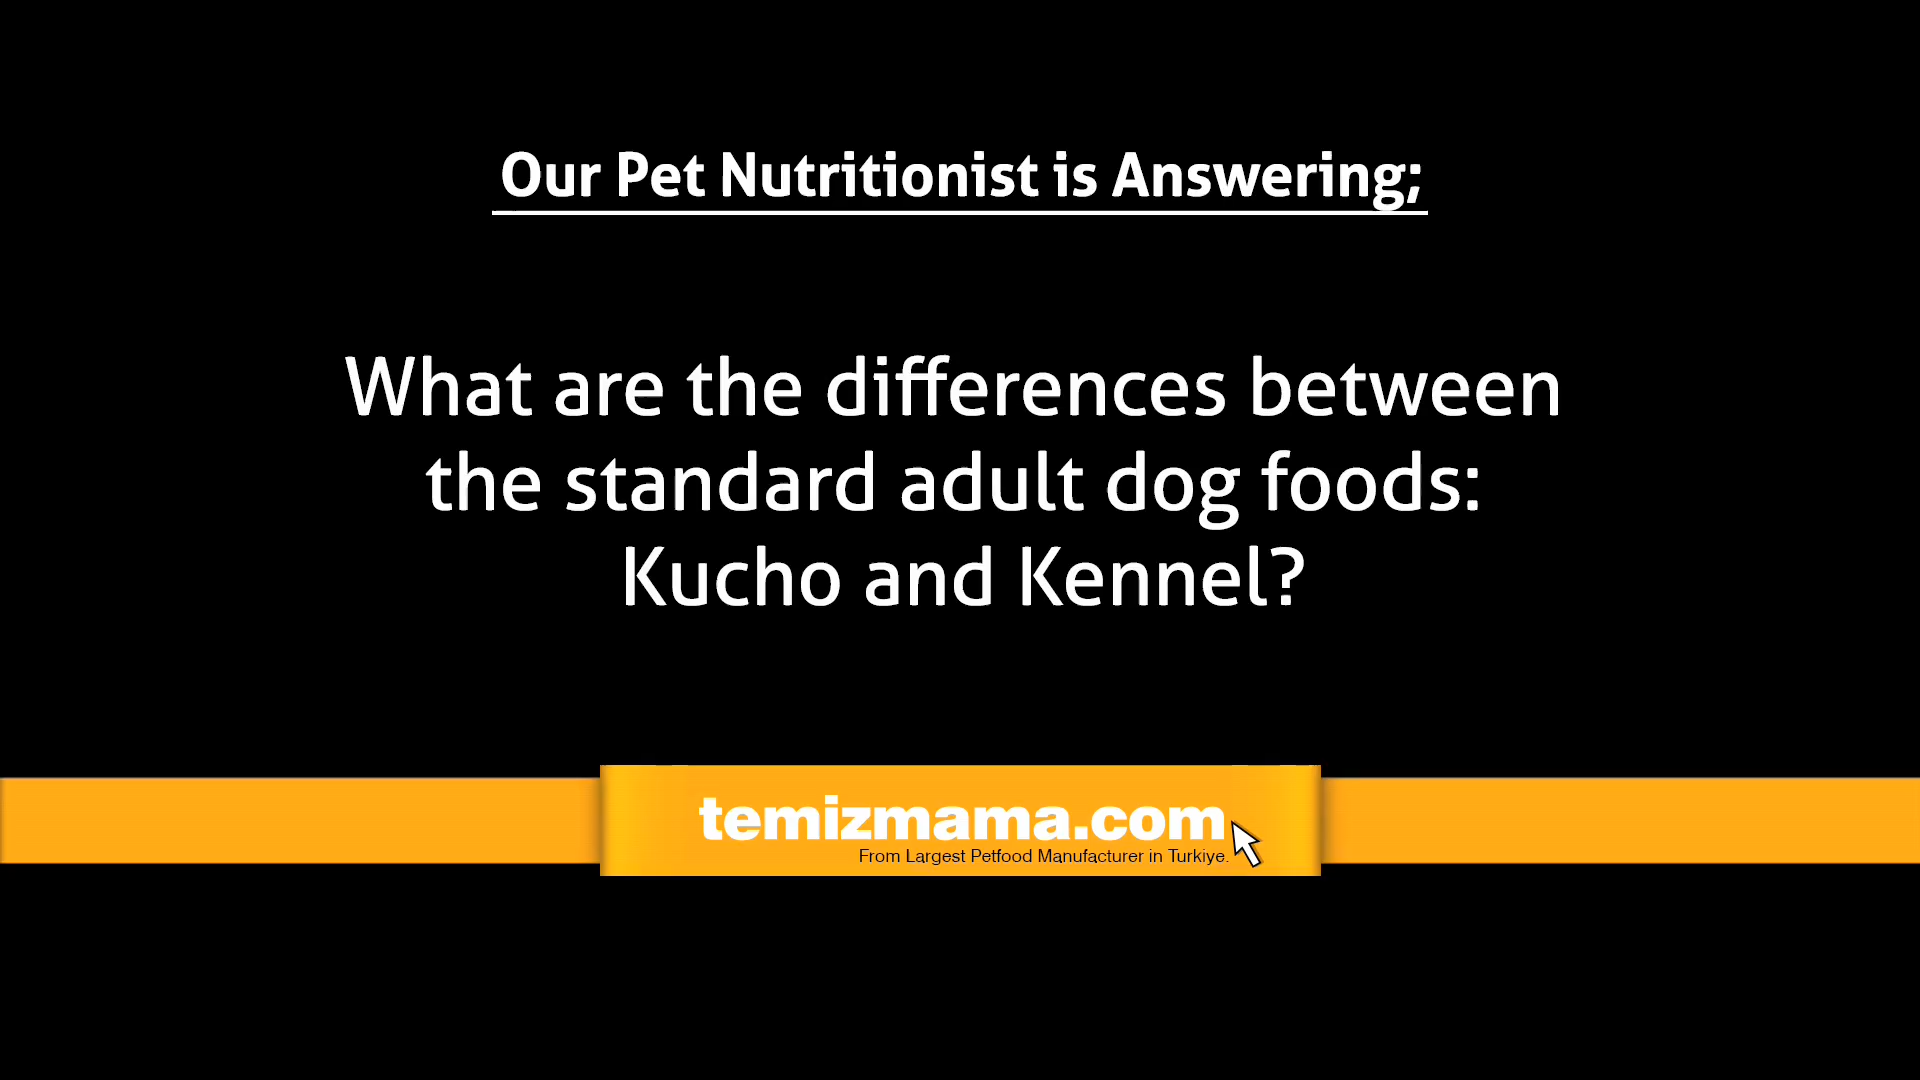 Our Pet Nutritionist is Answering;
What are the differences between
the standard adult dog foods:
Kucho and Kennel?
temizmama.com
From Largest Petfood Manufacturer in Turkiye.